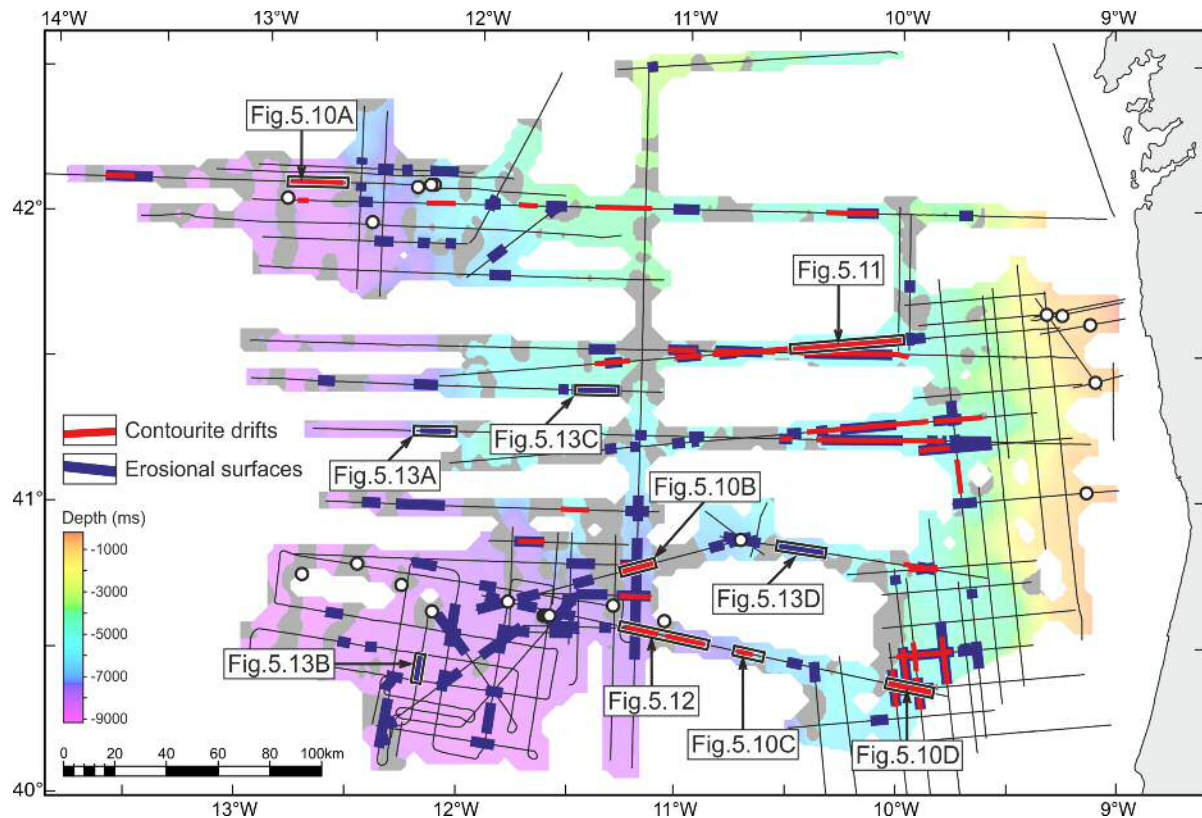 14°W 13°W 12°W 11°W 10°W 9°W
Fig.5.10A
42°
42°
Fig.5.11
Contourite drifts
Fig.5.13C
Erosional surfaces
Fig.5.13A
41°
Fig.5.10B
41°
Depth (ms)
- -1000
- -3000
- -5000
Fig.5.13D
- -7000
Fig.5.13B
- -9000
Fig.5.12
Fig.5.10C
Fig.5.10D
0 20 40 60 80 100km
40°
40°
13°W 12°W 11°W 10°W 9°W